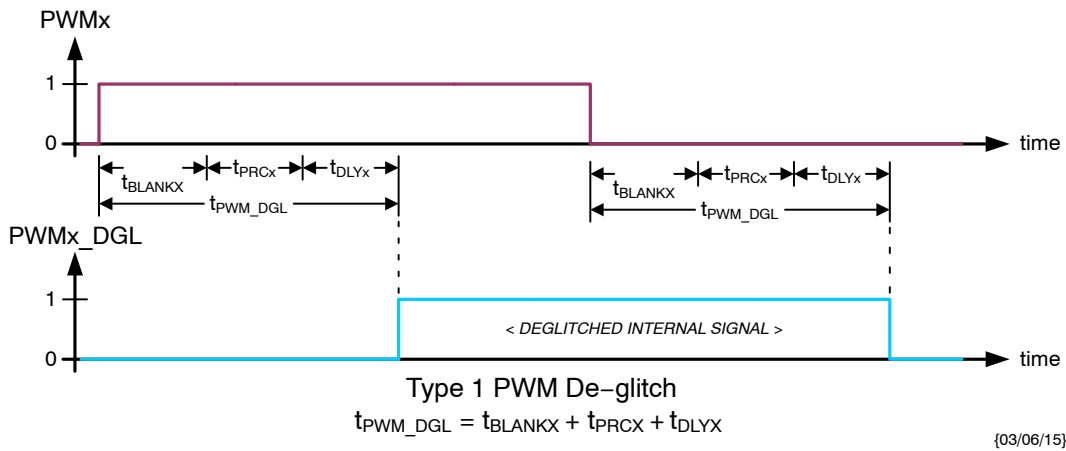 PWMx
1
0
time
tBLANKX
tPRCx
tDLYx
tPWM_DGL
tBLANKX
tPRCx
tDLYx
tPWM_DGL
PWMx_DGL
1
< DEGLITCHED INTERNAL SIGNAL >
0
time
Type 1 PWM De−glitch
tPWM_DGL = tBLANKX + tPRCX + tDLYX
{03/06/15}